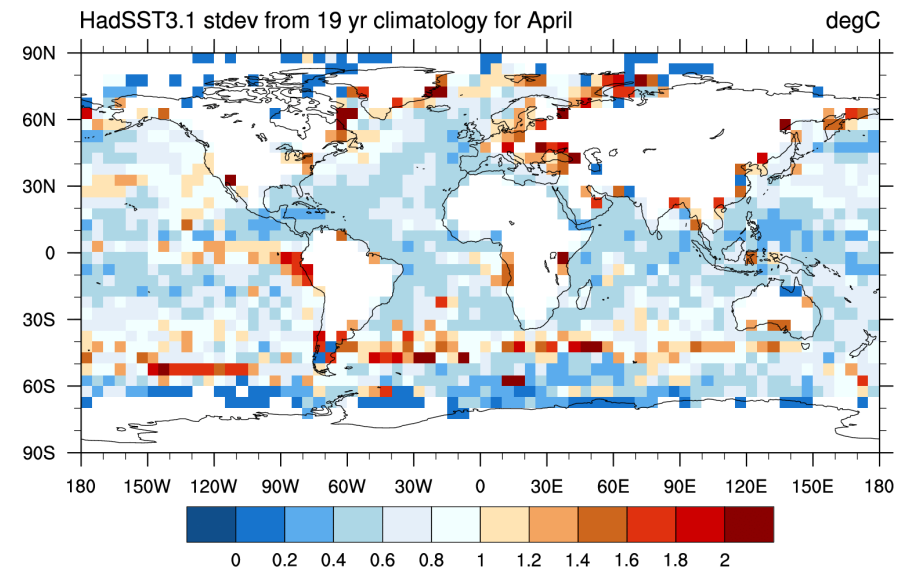 HadSST3.1 stdev from 19 yr climatology for April degC
90N
60N
30N
0
30S
60S
90S
180 150W 120W 90W 60W 30W 0 30E 60E 90E 120E 150E 180
0 0.2 0.4 0.6 0.8 1 1.2 1.4 1.6 1.8 2